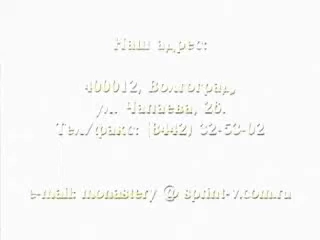 Наш адрес:
400012, Волгоград,
ул. Чапаева, 26.
Тел/факс: (8442) 32-53-02
e-mail: monastery @ sprint-v.com.ru